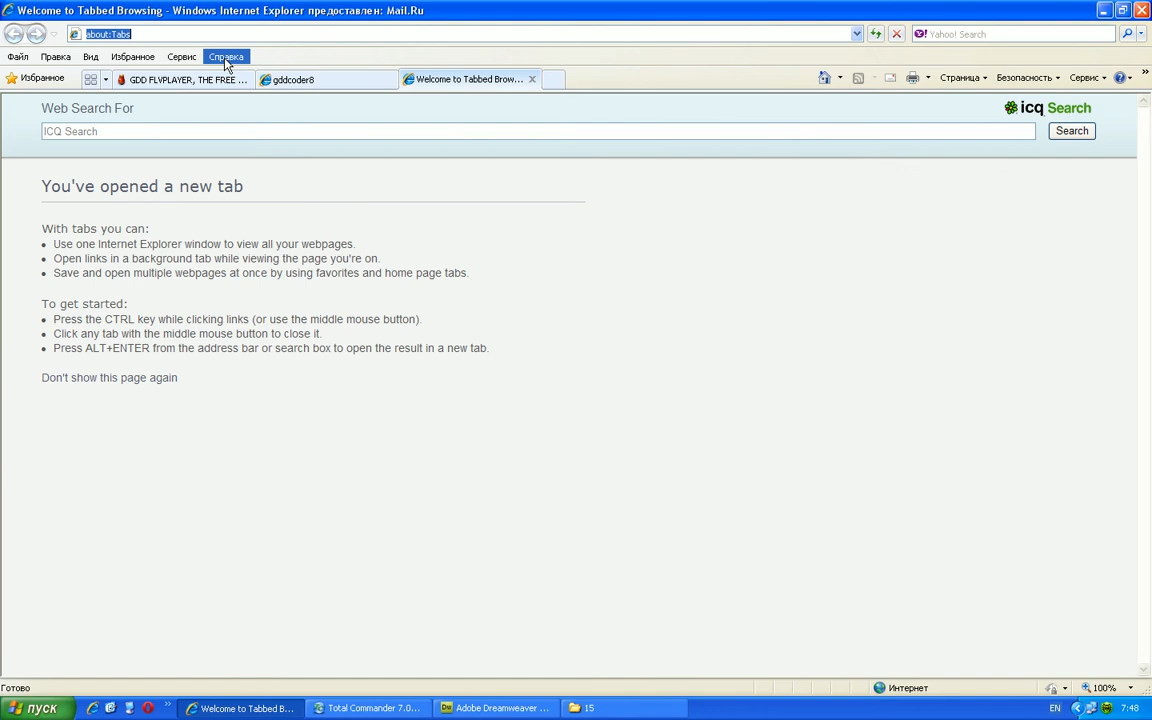 Welcome to Tabbed Browsing - Windows Internet Explorer предоставлен: Mail.Ru
about:Tabs
Yahoo! Search
Файл Правка Вид Избранное Сервис Справка
Избранное
GDD FLVPLAYER, THE FREE ...
gddcoder8
Welcome to Tabbed Brow...
Страница
Безопасность
Сервис
Web Search For
icq Search
ICQ Search
Search
You've opened a new tab
With tabs you can:
Use one Internet Explorer window to view all your webpages.
Open links in a background tab while viewing the page you're on.
Save and open multiple webpages at once by using favorites and home page tabs.
To get started:
Press the CTRL key while clicking links (or use the middle mouse button).
Click any tab with the middle mouse button to close it.
Press ALT+ENTER from the address bar or search box to open the result in a new tab.
Don't show this page again
Готово
Интернет
100%
пуск
Welcome to Tabbed B...
Total Commander 7.0...
Adobe Dreamweaver ...
15
EN
7:48